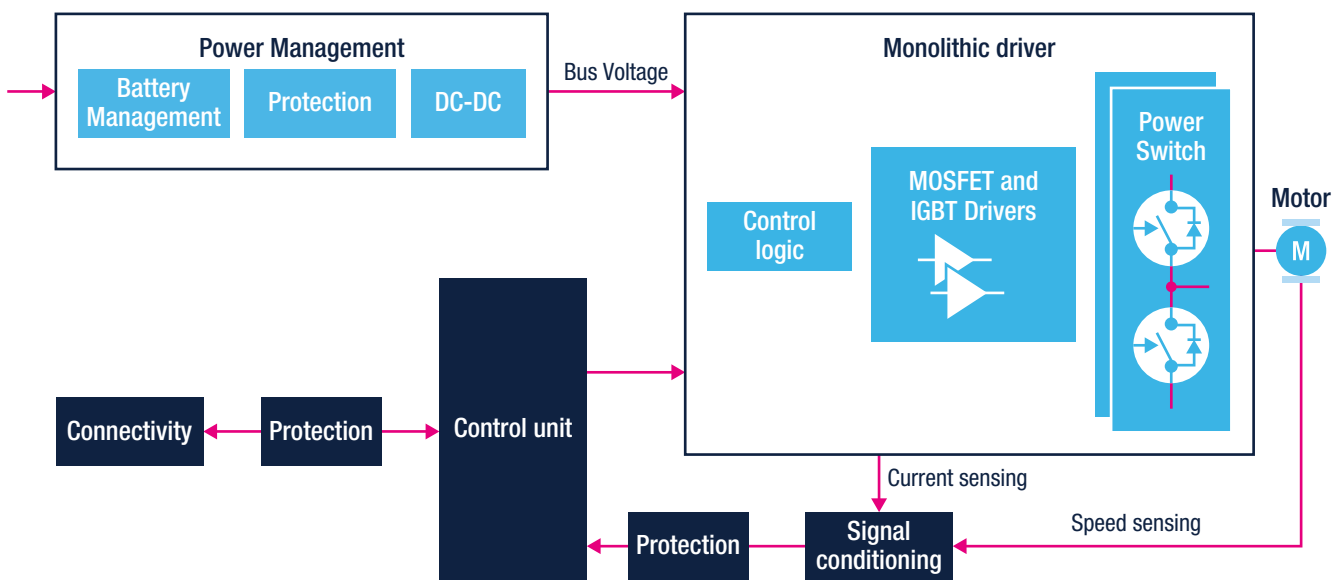 Power Management
Battery
Management
Protection
DC-DC
Bus Voltage
Monolithic driver
Control
logic
MOSFET and
IGBT Drivers
Power
Switch
Motor
M
Connectivity
Protection
Control unit
Current sensing
Protection
Signal
conditioning
Speed sensing